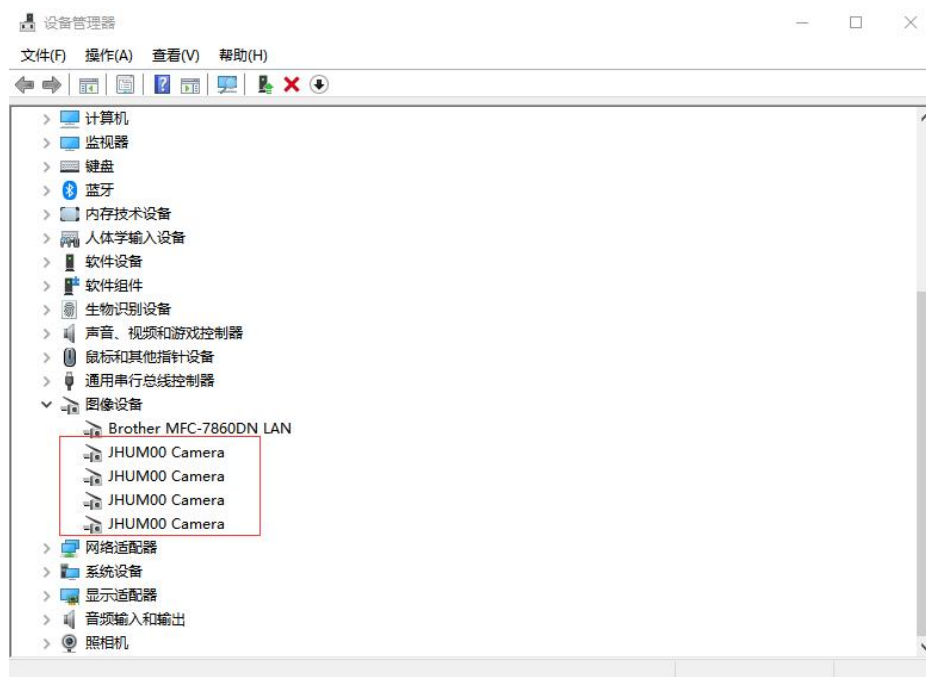 设备管理器
文件(F) 操作(A) 查看(V) 帮助(H)
计算机
监视器
键盘
蓝牙
内存技术设备
人体学输入设备
软件设备
软件组件
生物识别设备
声音、视频和游戏控制器
鼠标和其他指针设备
通用串行总线控制器
图像设备
Brother MFC-7860DN LAN
JHUM00 Camera
JHUM00 Camera
JHUM00 Camera
JHUM00 Camera
网络适配器
系统设备
显示适配器
音频输入和输出
照相机